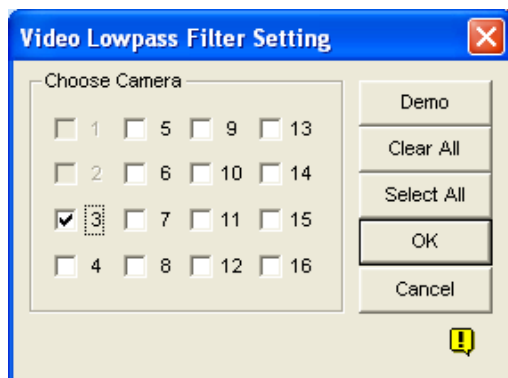 Video Lowpass Filter Setting
Choose Camera
1 5 9 13
2 6 10 14
3 7 11 15
4 8 12 16
Demo
Clear All
Select All
OK
Cancel